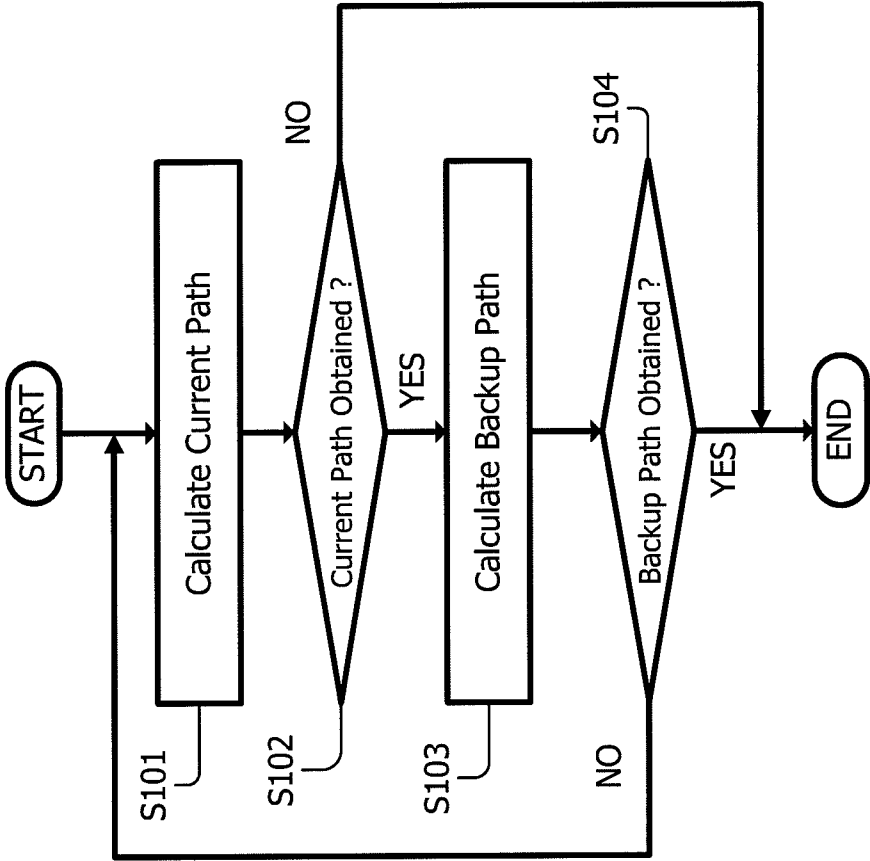 START
Calculate Current Path
S101
Current Path Obtained ?
S102
NO
YES
Calculate Backup Path
S103
Backup Path Obtained ?
S104
NO
YES
END